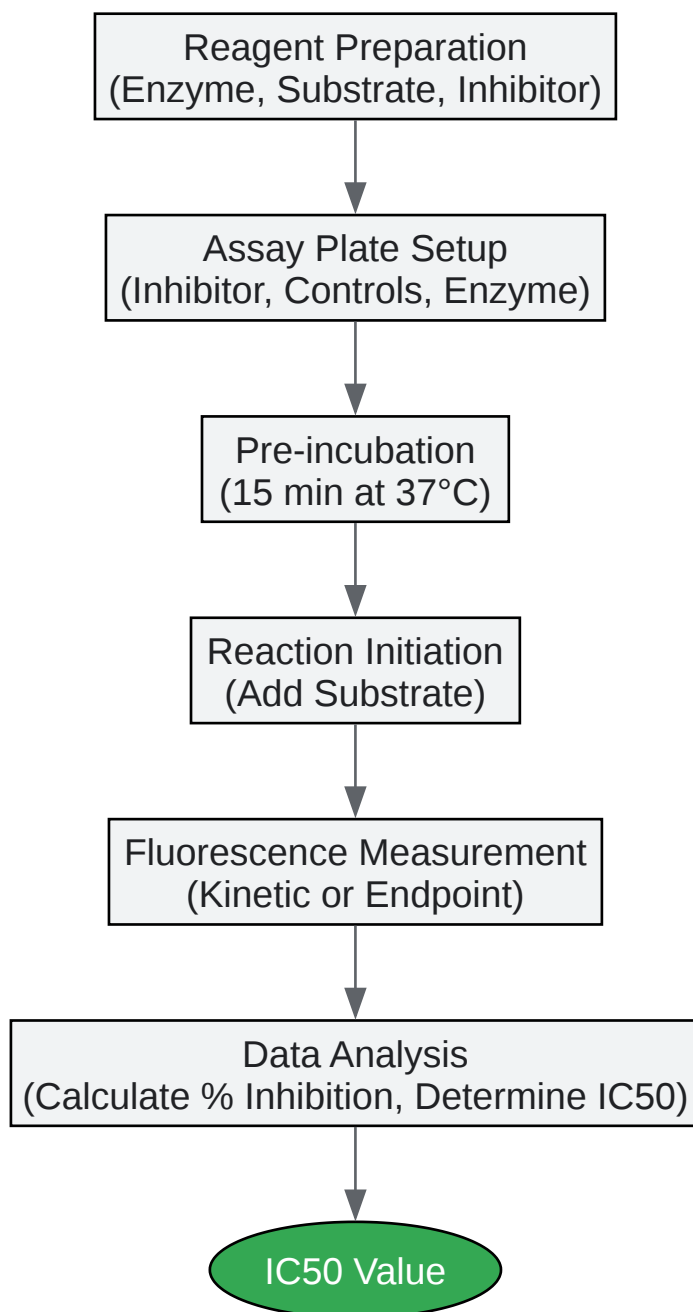 Reagent Preparation
(Enzyme, Substrate, Inhibitor)
Assay Plate Setup
(Inhibitor, Controls, Enzyme)
Pre-incubation
(15 min at 37°C)
Reaction Initiation
(Add Substrate)
Fluorescence Measurement
(Kinetic or Endpoint)
Data Analysis
(Calculate % Inhibition, Determine IC50)
IC50 Value